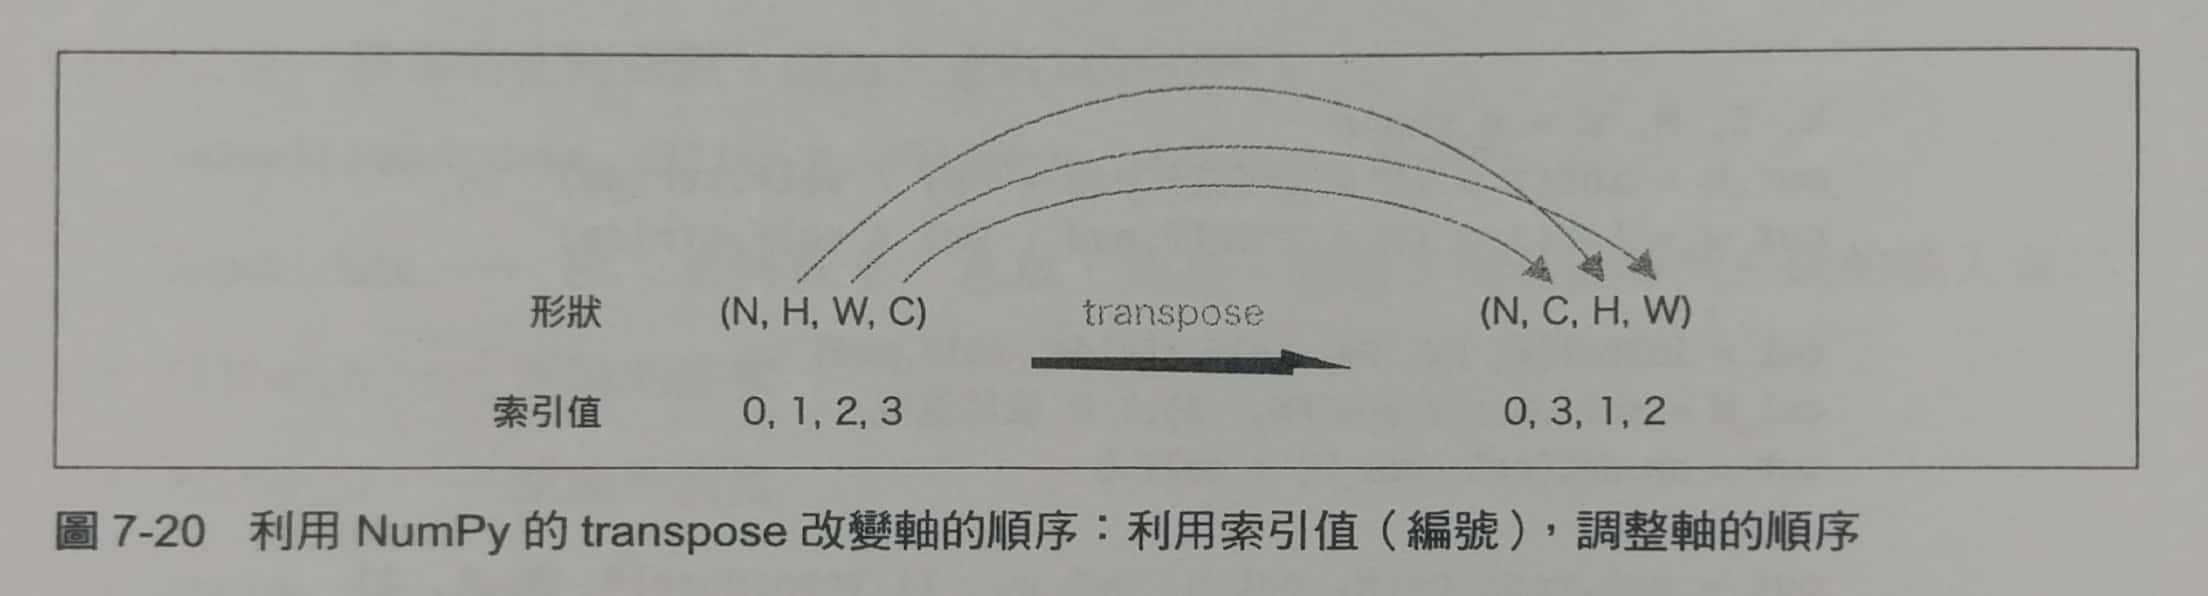 形狀 (N, H, W, C) transpose (N, C, H, W)
索引值 0, 1, 2, 3 0, 3, 1, 2
圖 7-20 利用 NumPy 的 transpose 改變軸的順序：利用索引值（編號），調整軸的順序